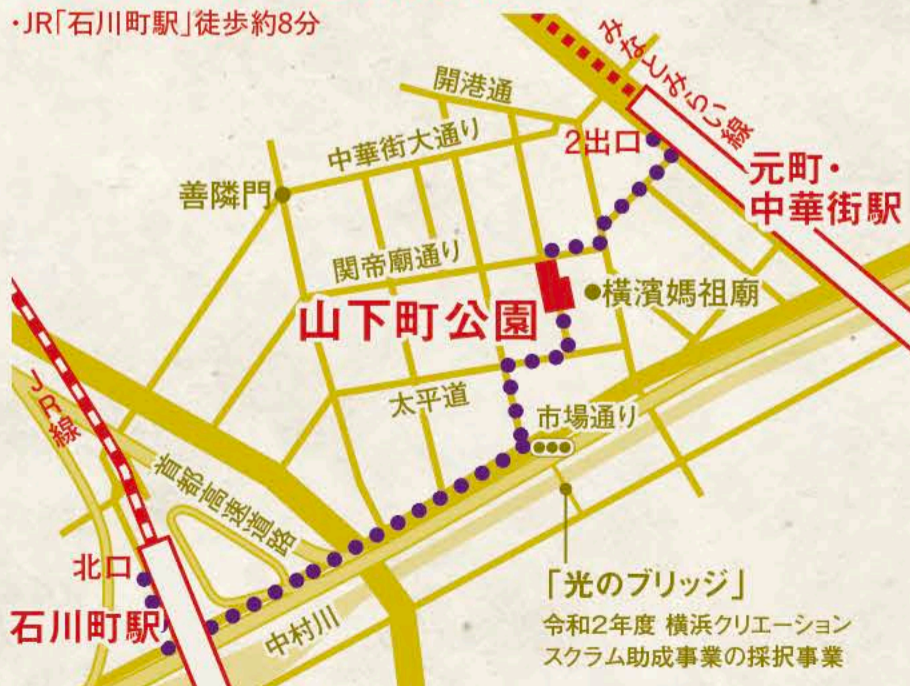 ・JR「石川町駅」徒歩約8分
みなとみらい線
開港通
中華街大通り
2出口
元町・
中華街駅
善隣門
関帝廟通り
横濱媽祖廟
山下町公園
太平道
市場通り
JR線
首都高速道路
北口
石川町駅
中村川
「光のブリッジ」
令和2年度 横浜クリエーション
スクラム助成事業の採択事業